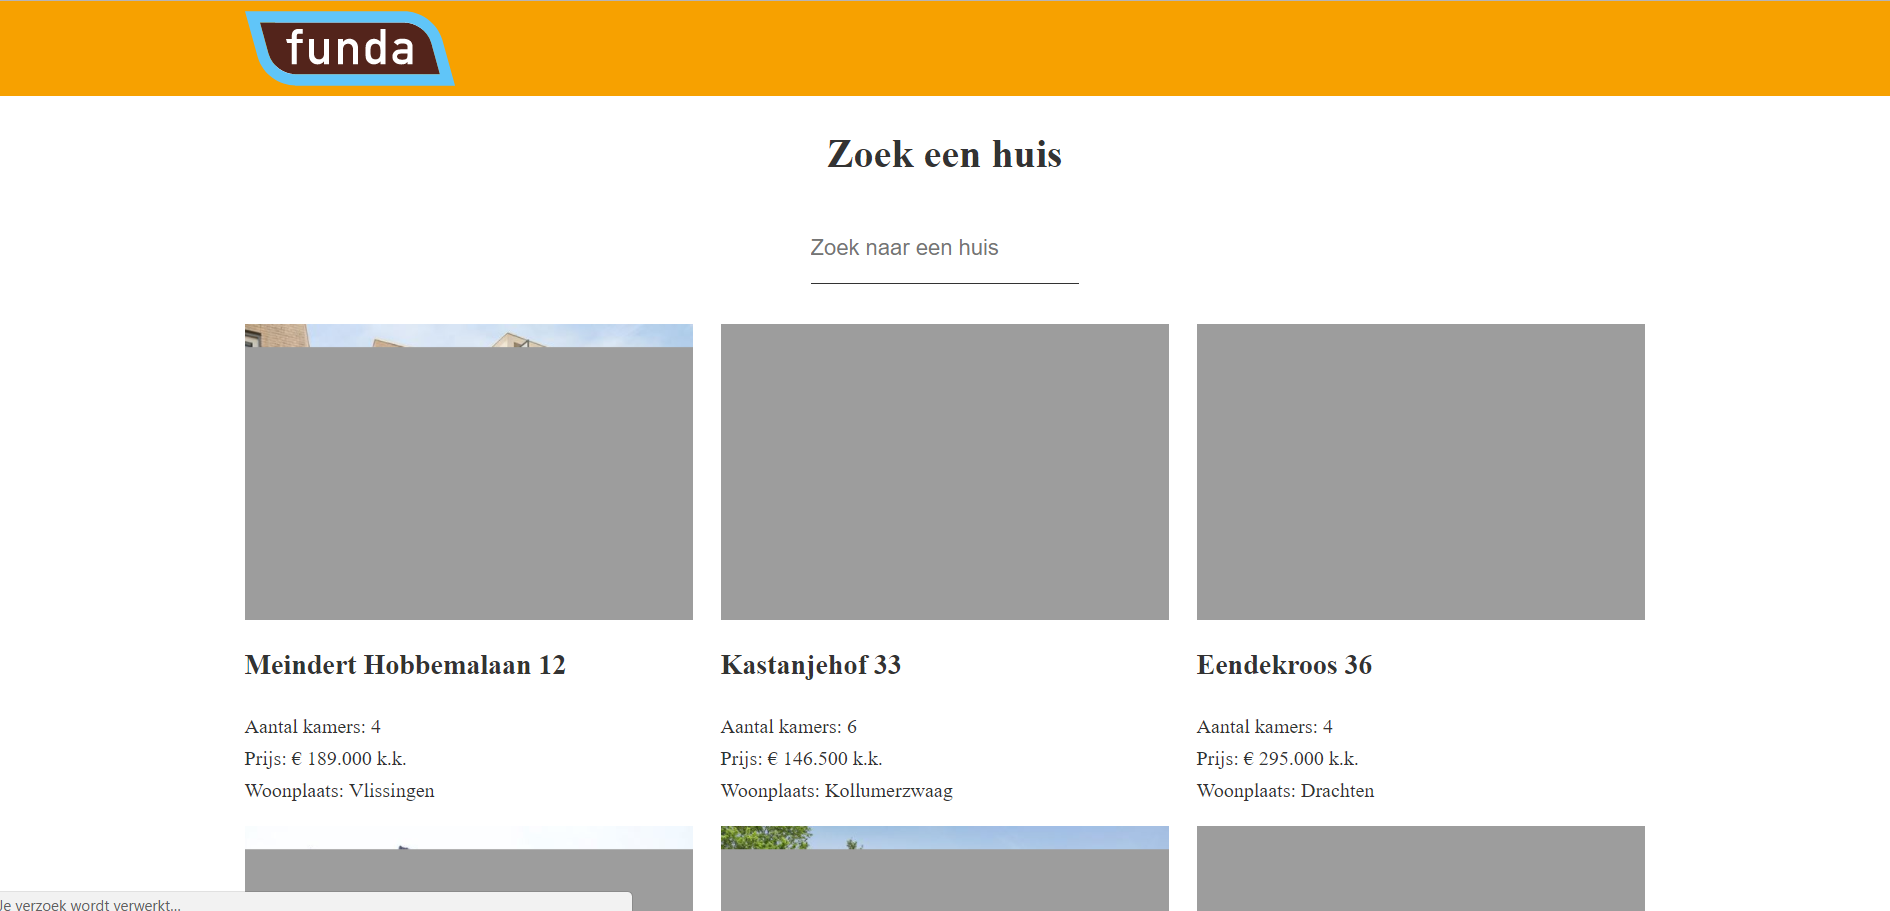 funda
Zoek een huis
Zoek naar een huis
Meindert Hobbemalaan 12
Aantal kamers: 4
Prijs: € 189.000 k.k.
Woonplaats: Vlissingen
Kastanjehof 33
Aantal kamers: 6
Prijs: € 146.500 k.k.
Woonplaats: Kollumerzwaag
Eendekroos 36
Aantal kamers: 4
Prijs: € 295.000 k.k.
Woonplaats: Drachten
Je verzoek wordt verwerkt...